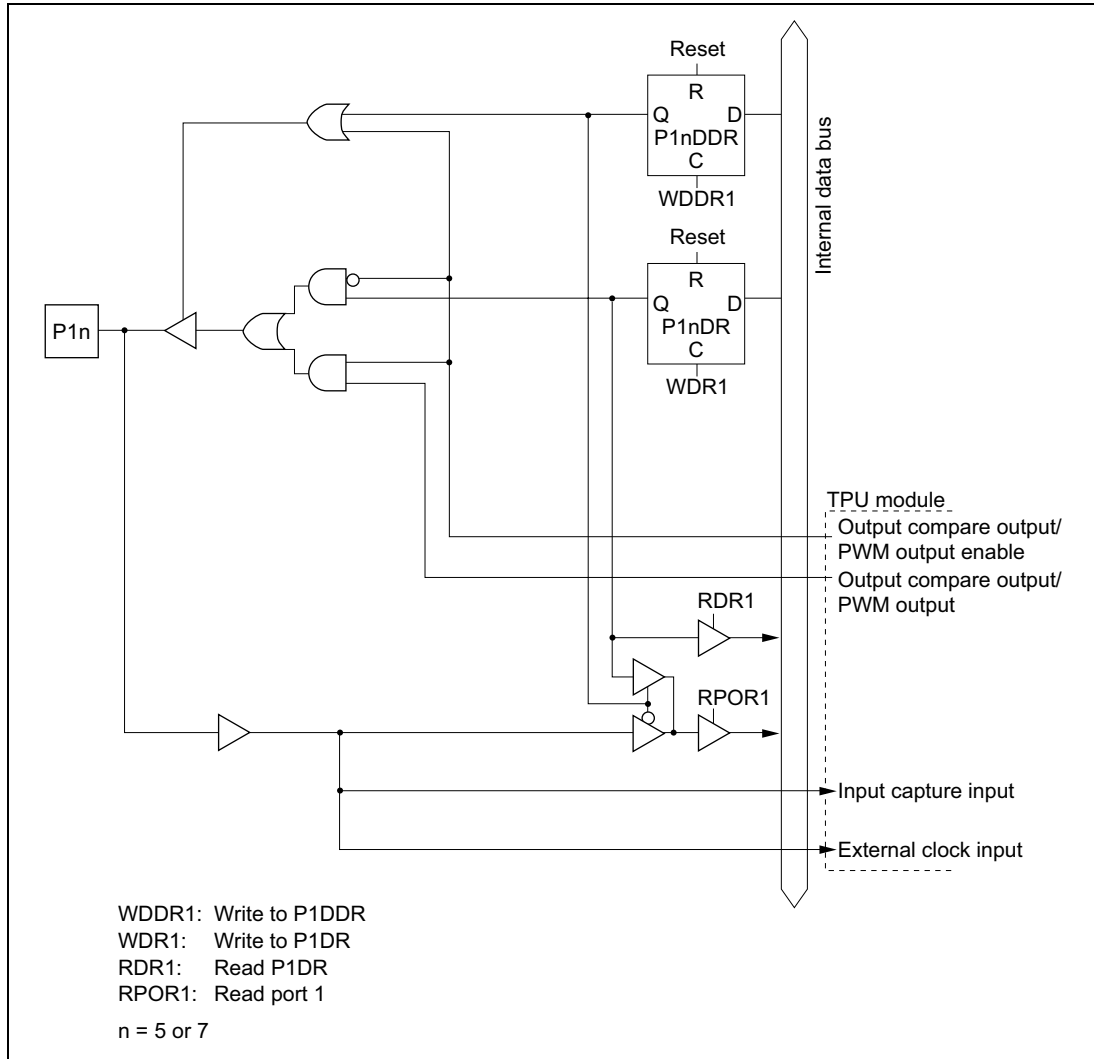 Reset
R
Q D
P1nDDR
C
WDDR1
Internal data bus
Reset
R
Q D
P1nDR
C
WDR1
P1n
TPU module
Output compare output/
PWM output enable
Output compare output/
PWM output
RDR1
RPOR1
Input capture input
External clock input
WDDR1: Write to P1DDR
WDR1: Write to P1DR
RDR1: Read P1DR
RPOR1: Read port 1
n = 5 or 7